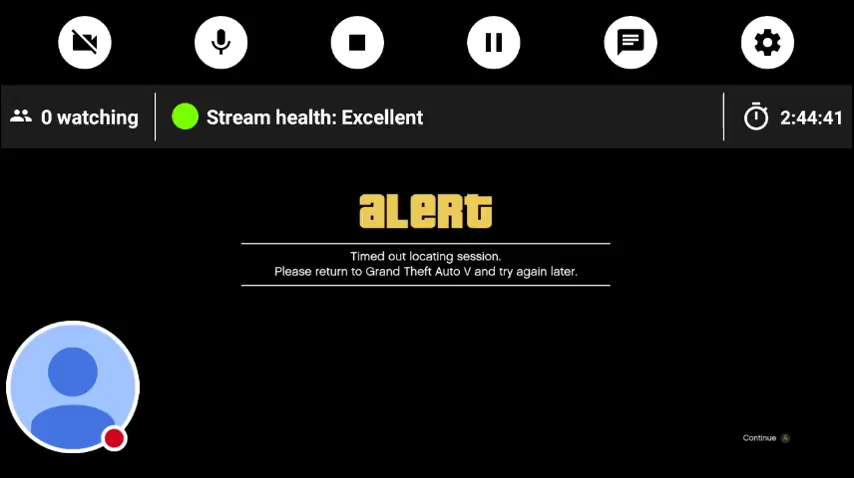 0 watching
Stream health: Excellent
2:44:41
alert
Timed out locating session.
Please return to Grand Theft Auto V and try again later.
Continue A